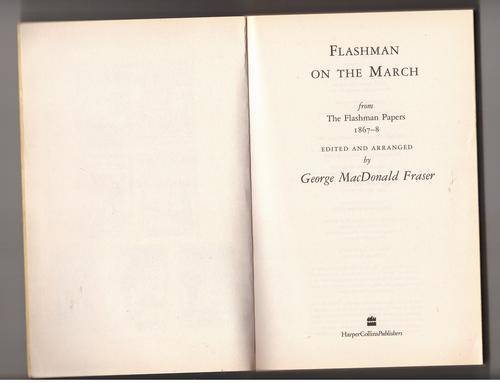 FLASHMAN
ON THE MARCH
from
The Flashman Papers
1867–8
EDITED AND ARRANGED
by
George MacDonald Fraser
HarperCollinsPublishers